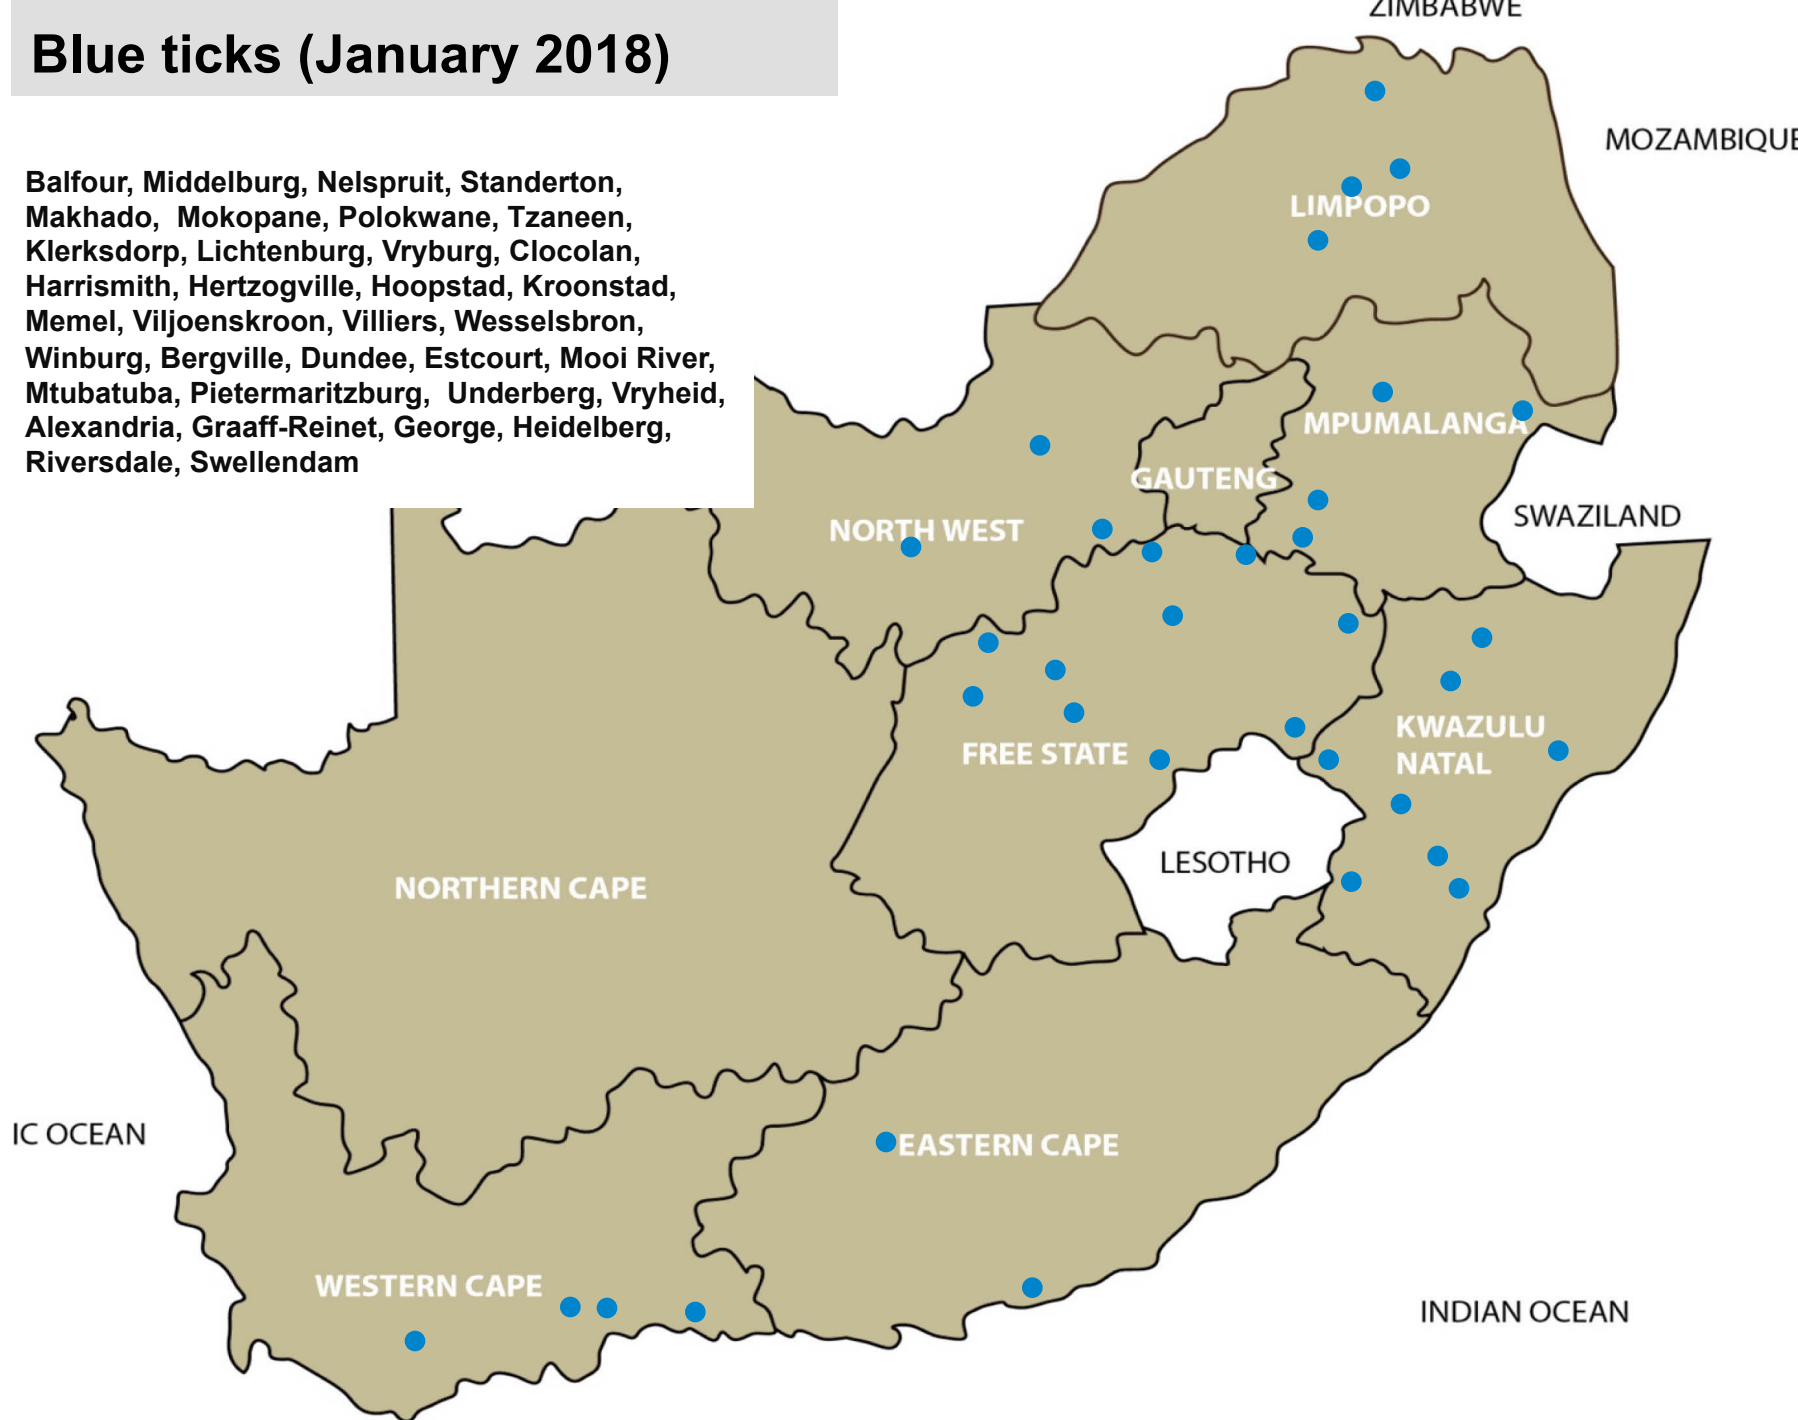 ZIMBABWE
Blue ticks (January 2018)
MOZAMBIQUE
Balfour, Middelburg, Nelspruit, Standerton,
Makhado, Mokopane, Polokwane, Tzaneen,
Klerksdorp, Lichtenburg, Vryburg, Clocolan,
Harrismith, Hertzogville, Hoopstad, Kroonstad,
Memel, Viljoenskroon, Villiers, Wesselsbron,
Winburg, Bergville, Dundee, Estcourt, Mooi River,
Mtubatuba, Pietermaritzburg, Underberg, Vryheid,
Alexandria, Graaff-Reinet, George, Heidelberg,
Riversdale, Swellendam
LIMPOPO
MPUMALANGA
GAUTENG
SWAZILAND
NORTH WEST
KWAZULU
NATAL
FREE STATE
LESOTHO
NORTHERN CAPE
IC OCEAN
EASTERN CAPE
WESTERN CAPE
INDIAN OCEAN